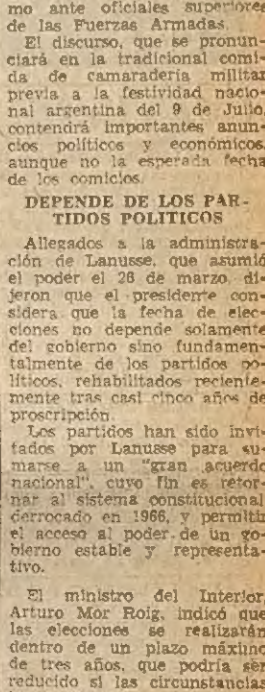 mo ante oficiales superiores
de las Fuerzas Armadas.
El discurso, que se pronun-
ciará en la tradicional comi-
da de camaradería militar
previa a la festividad nacio-
nal argentina del 9 de Julio,
contendrá importantes anun-
cios políticos y económicos,
aunque no la esperada fecha
de los comicios.
DEPENDE DE LOS PAR-
TIDOS POLITICOS
Allegados a la administra-
ción de Lanusse, que asumió
el poder el 26 de marzo, di-
jeron que el presidente con-
sidera que la fecha de elec-
ciones no depende solamente
del gobierno sino fundamen-
talmente de los partidos po-
líticos, rehabilitados reciente-
mente tras casi cinco años de
proscripción.
Los partidos han sido invi-
tados por Lanusse para su-
marse a un "gran acuerdo
nacional", cuyo fin es retor-
nar al sistema constitucional
derrocado en 1966, y permitir
el acceso al poder de un go-
bierno estable y representa-
tivo.
El ministro del Interior,
Arturo Mor Roig, indicó que
las elecciones se realizarán
dentro de un plazo máximo
de tres años, que podría ser
reducido si las circunstancias